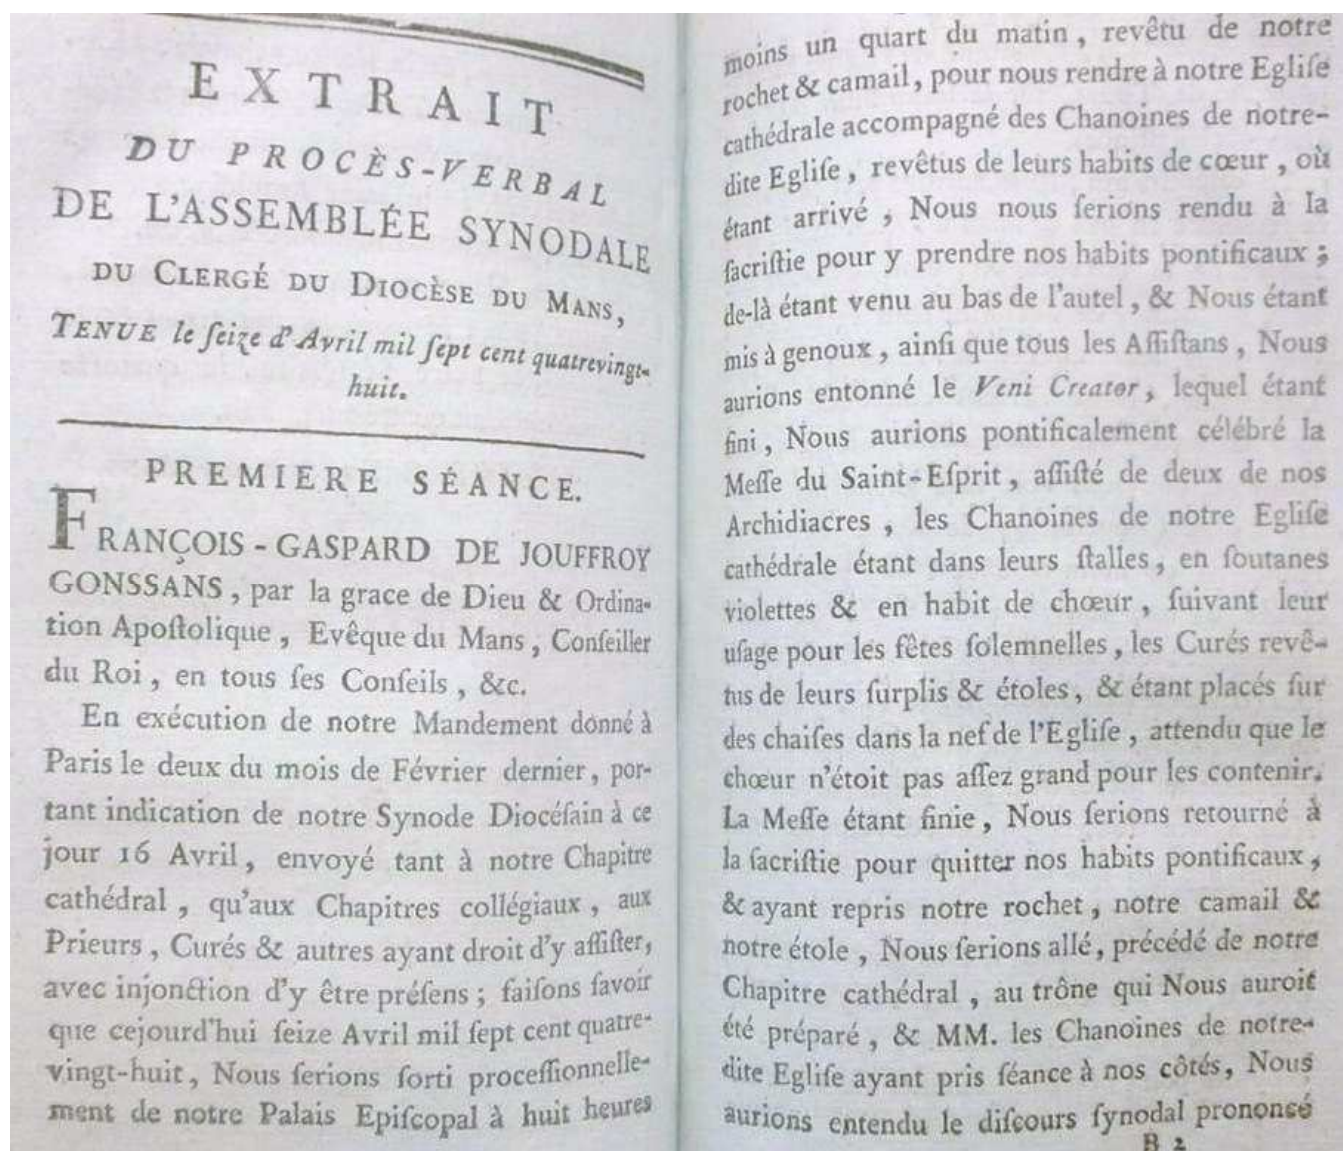 EXTRAIT
DU PROCÈS-VERBAL
DE L'ASSEMBLÉE SYNODALE
DU CLERGÉ DU DIOCÈSE DU MANS,
TENUE le ſeize d'Avril mil ſept cent quatrevingt-
huit.
PREMIERE SÉANCE.
FRANÇOIS-GASPARD DE JOUFFROY
GONSSANS, par la grace de Dieu & Ordina-
tion Apoſtolique, Evêque du Mans, Conſeiller
du Roi, en tous ſes Conſeils, &c.
En exécution de notre Mandement donné à
Paris le deux du mois de Février dernier, por-
tant indication de notre Synode Diocéſain à ce
jour 16 Avril, envoyé tant à notre Chapitre
cathédral, qu'aux Chapitres collégiaux, aux
Prieurs, Curés & autres ayant droit d'y aſſiſter,
avec injonction d'y être préſens; faiſons ſavoir
que cejourd'hui ſeize Avril mil ſept cent quatre-
vingt-huit, Nous ſerions ſorti proceſſionnelle-
ment de notre Palais Epiſcopal à huit heures
moins un quart du matin, revêtu de notre
rochet & camail, pour nous rendre à notre Egliſe
cathédrale accompagné des Chanoines de notre-
dite Egliſe, revêtus de leurs habits de cœur, où
étant arrivé, Nous nous ſerions rendu à la
ſacriſtie pour y prendre nos habits pontificaux;
de-là étant venu au bas de l'autel, & Nous étant
mis à genoux, ainſi que tous les Aſſiſtans, Nous
aurions entonné le Veni Creator, lequel étant
fini, Nous aurions pontificalement célébré la
Meſſe du Saint-Eſprit, aſſiſté de deux de nos
Archidiacres, les Chanoines de notre Egliſe
cathédrale étant dans leurs ſtalles, en ſoutanes
violettes & en habit de chœur, ſuivant leur
uſage pour les fêtes ſolemnelles, les Curés revê-
tus de leurs ſurplis & étoles, & étant placés ſur
des chaiſes dans la nef de l'Egliſe, attendu que le
chœur n'étoit pas aſſez grand pour les contenir.
La Meſſe étant finie, Nous ſerions retourné à
la ſacriſtie pour quitter nos habits pontificaux,
& ayant repris notre rochet, notre camail &
notre étole, Nous ſerions allé, précédé de notre
Chapitre cathédral, au trône qui Nous auroit
été préparé, & MM. les Chanoines de notre-
dite Egliſe ayant pris ſéance à nos côtés, Nous
aurions entendu le diſcours ſynodal prononcé
B 2